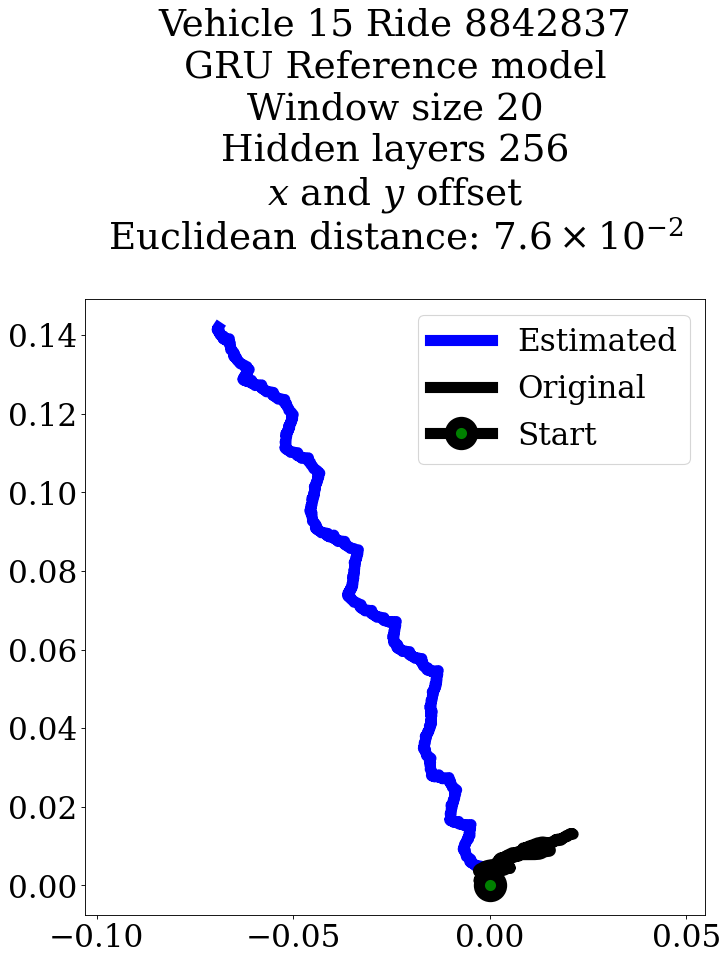 Vehicle 15 Ride 8842837
GRU Reference model
Window size 20
Hidden layers 256
x and y offset
Euclidean distance: 7.6 × 10⁻²
Estimated
Original
Start
0.14
0.12
0.10
0.08
0.06
0.04
0.02
0.00
−0.10
−0.05
0.00
0.05